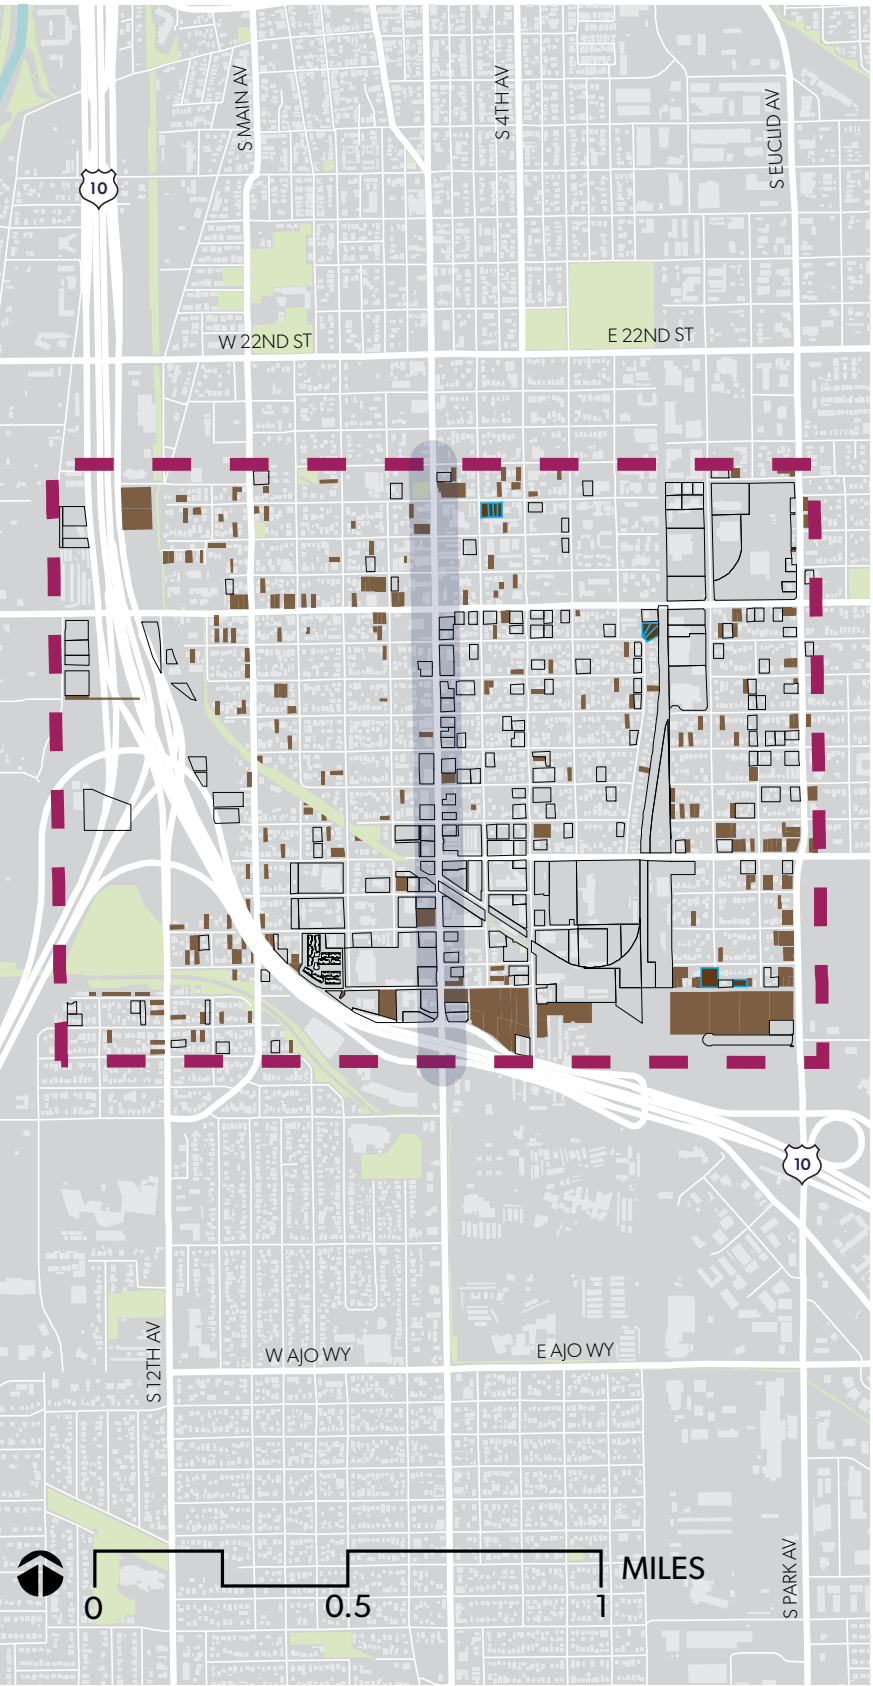 S MAIN AV
S 4TH AV
S EUCLID AV
10
W 22ND ST
E 22ND ST
10
S 12TH AV
W AJO WY
E AJO WY
S PARK AV
MILES
0
0.5
1